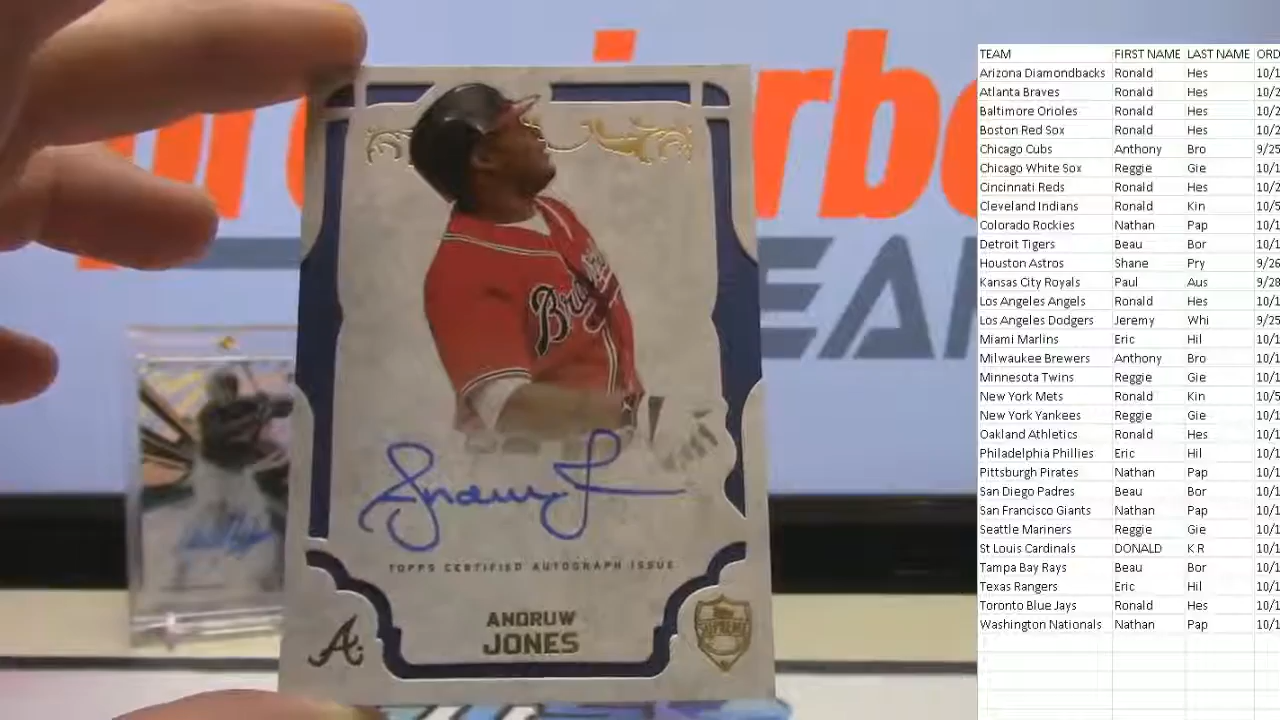 Braves
TOPPS CERTIFIED AUTOGRAPH ISSUE
ANDRUW
JONES
A
TOPPS
SUPREME
TEAM FIRST NAME LAST NAME ORD
Arizona Diamondbacks Ronald Hes 10/1
Atlanta Braves Ronald Hes 10/2
Baltimore Orioles Ronald Hes 10/2
Boston Red Sox Ronald Hes 10/2
Chicago Cubs Anthony Bro 9/25
Chicago White Sox Reggie Gie 10/1
Cincinnati Reds Ronald Hes 10/2
Cleveland Indians Ronald Kin 10/5
Colorado Rockies Nathan Pap 10/1
Detroit Tigers Beau Bor 10/1
Houston Astros Shane Pry 9/26
Kansas City Royals Paul Aus 9/28
Los Angeles Angels Ronald Hes 10/1
Los Angeles Dodgers Jeremy Whi 9/25
Miami Marlins Eric Hil 10/1
Milwaukee Brewers Anthony Bro 10/1
Minnesota Twins Reggie Gie 10/1
New York Mets Ronald Kin 10/5
New York Yankees Reggie Gie 10/1
Oakland Athletics Ronald Hes 10/1
Philadelphia Phillies Eric Hil 10/1
Pittsburgh Pirates Nathan Pap 10/1
San Diego Padres Beau Bor 10/1
San Francisco Giants Nathan Pap 10/1
Seattle Mariners Reggie Gie 10/1
St Louis Cardinals DONALD K R 10/1
Tampa Bay Rays Beau Bor 10/1
Texas Rangers Eric Hil 10/1
Toronto Blue Jays Ronald Hes 10/1
Washington Nationals Nathan Pap 10/1